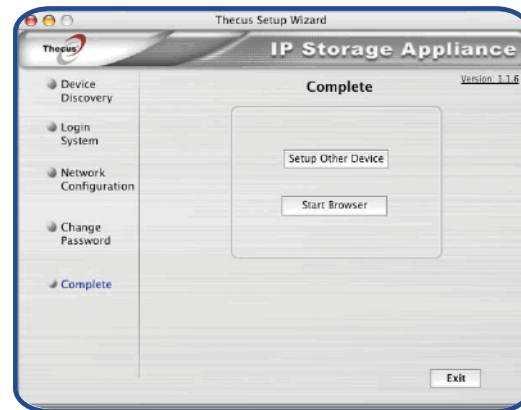 Thecus Setup Wizard
Thecus
IP Storage Appliance
Device
Discovery
Login
System
Network
Configuration
Change
Password
Complete
Complete
Version: 1.1.6
Setup Other Device
Start Browser
Exit